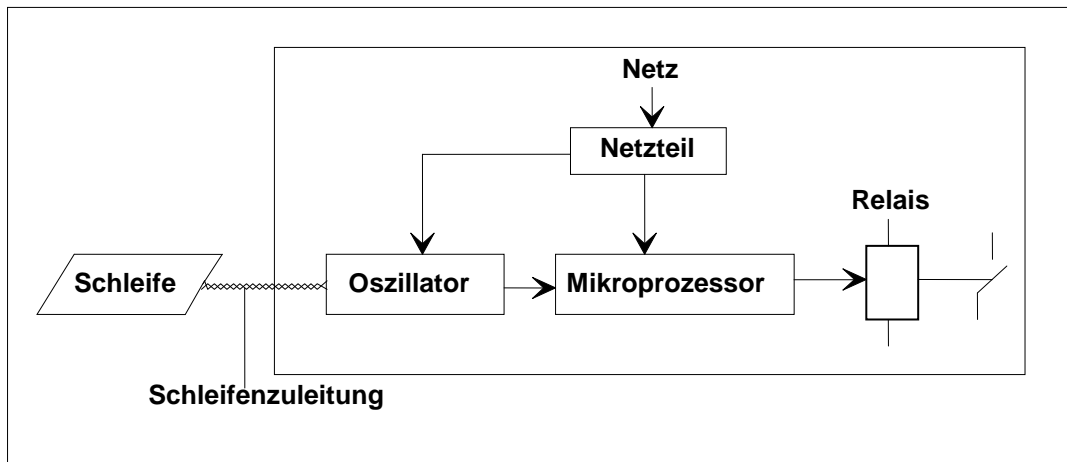 Netz
Netzteil
Relais
Schleife
Oszillator
Mikroprozessor
Schleifenzuleitung